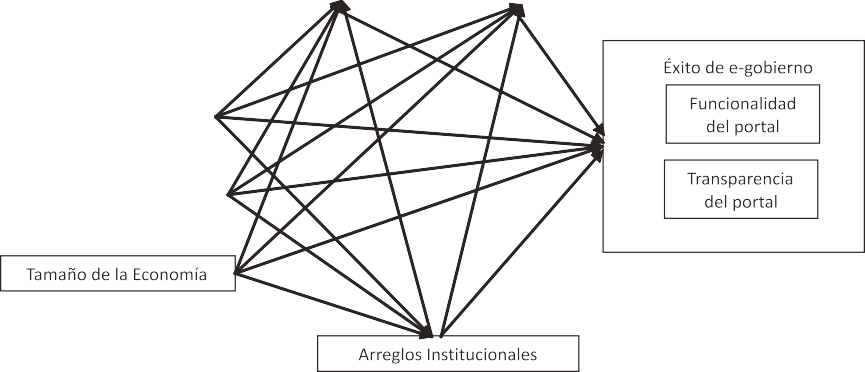 Éxito de e-gobierno
Funcionalidad
del portal
Transparencia
del portal
Tamaño de la Economía
Arreglos Institucionales